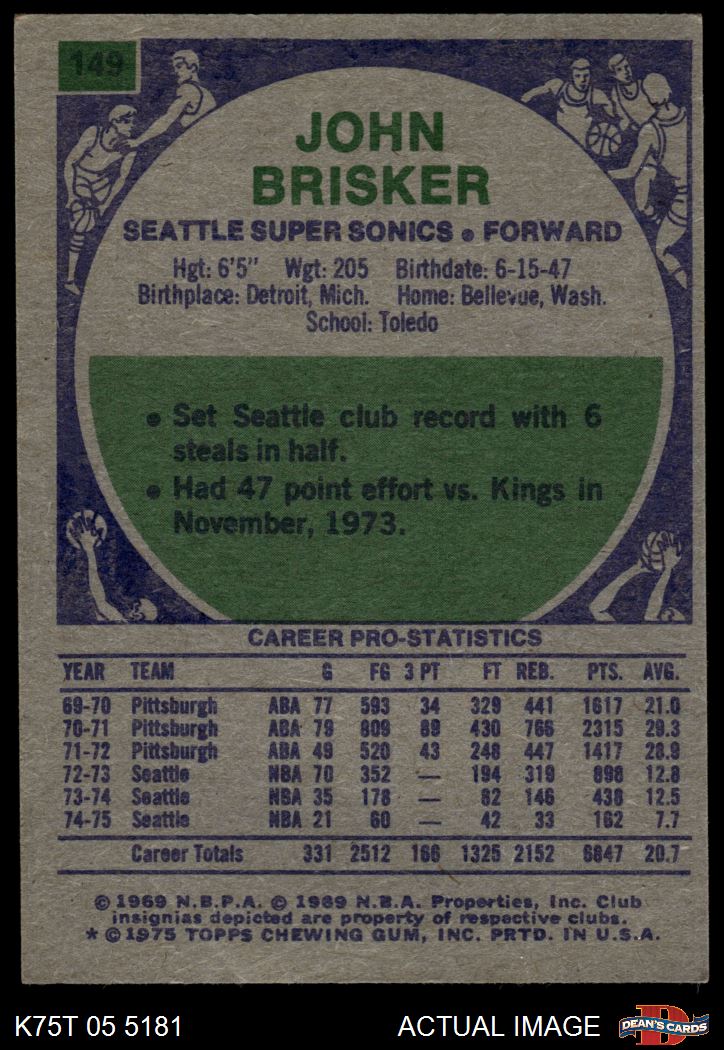 149
JOHN
BRISKER
SEATTLE SUPER SONICS • FORWARD
Hgt: 6'5" Wgt: 205 Birthdate: 6-15-47
Birthplace: Detroit, Mich. Home: Bellevue, Wash.
School: Toledo
• Set Seattle club record with 6
steals in half.
• Had 47 point effort vs. Kings in
November, 1973.
CAREER PRO-STATISTICS
YEAR TEAM G FG 3 PT FT REB. PTS. AVG.
69-70 Pittsburgh ABA 77 593 34 329 441 1617 21.0
70-71 Pittsburgh ABA 79 809 89 430 766 2315 29.3
71-72 Pittsburgh ABA 49 520 43 248 447 1417 28.9
72-73 Seattle NBA 70 352 — 194 319 898 12.8
73-74 Seattle NBA 35 178 — 82 146 438 12.5
74-75 Seattle NBA 21 60 — 42 33 162 7.7
Career Totals 331 2512 166 1325 2152 6847 20.7
© 1969 N.B.P.A. © 1969 N.B.A. Properties, Inc. Club
insignias depicted are property of respective clubs.
* © 1975 TOPPS CHEWING GUM, INC. PRTD. IN U.S.A.
K75T 05 5181 ACTUAL IMAGE DEAN'S CARDS